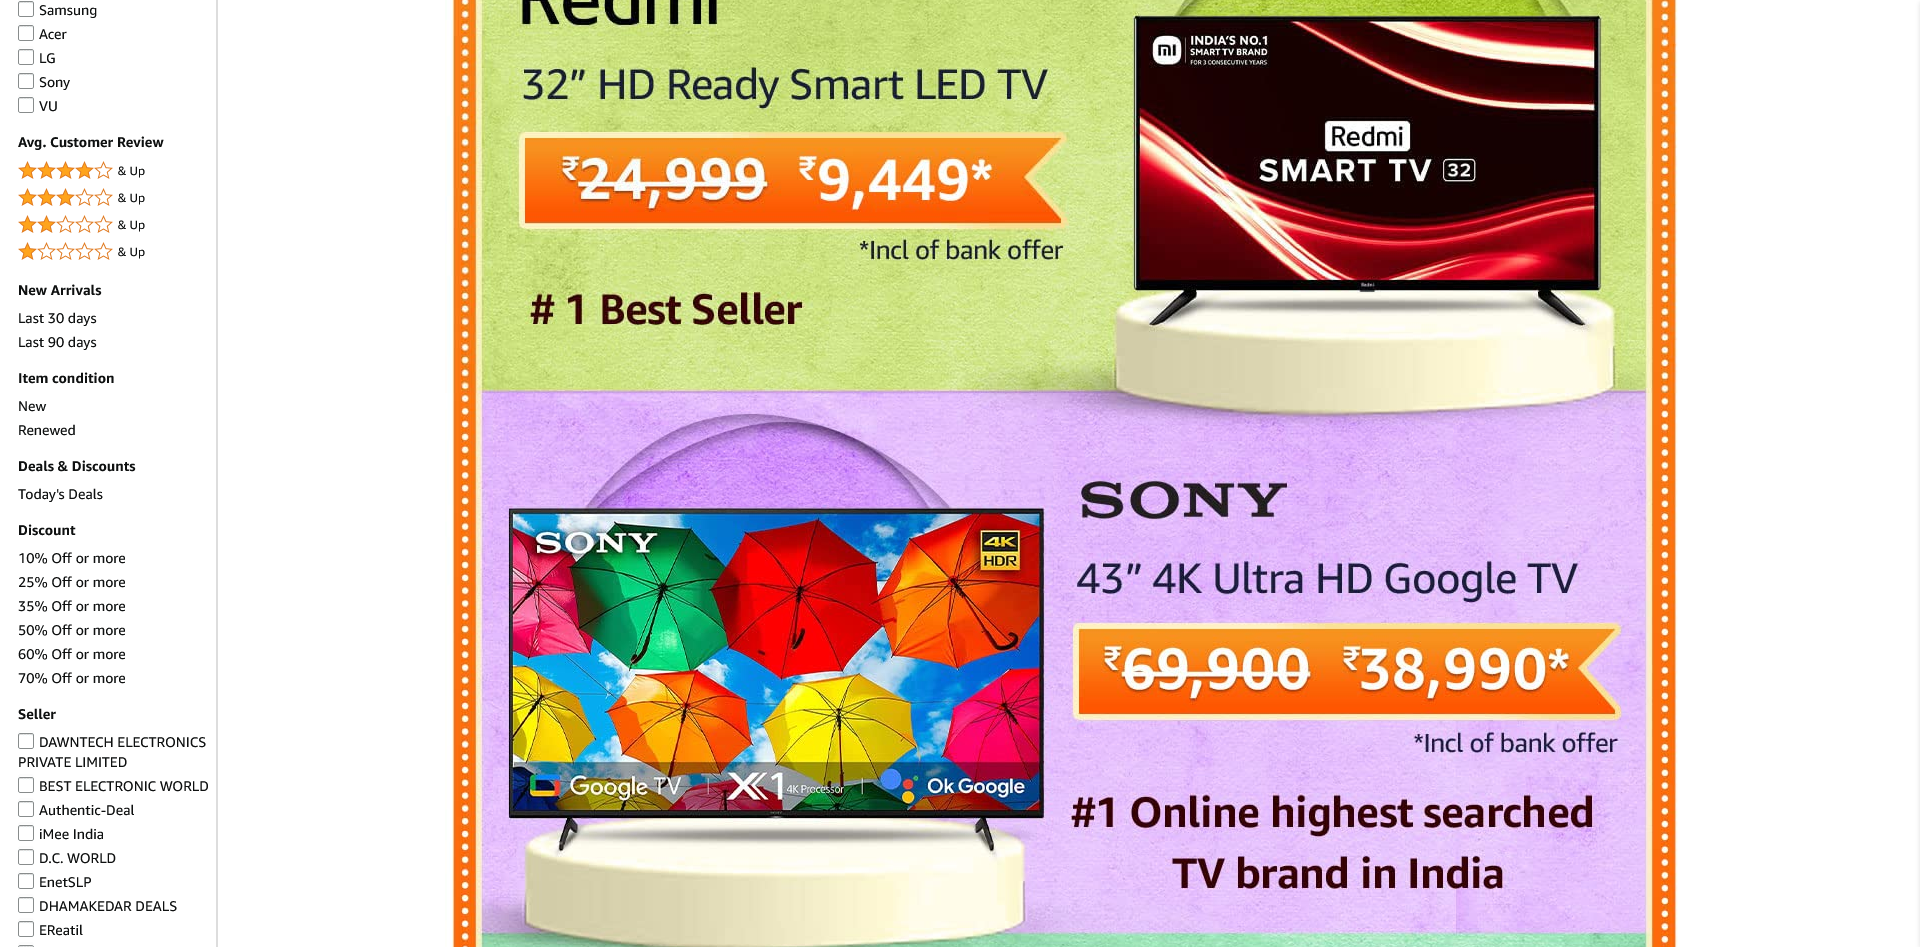 Samsung
Acer
LG
Sony
VU
Avg. Customer Review
& Up
& Up
& Up
& Up
New Arrivals
Last 30 days
Last 90 days
Item condition
New
Renewed
Deals & Discounts
Today's Deals
Discount
10% Off or more
25% Off or more
35% Off or more
50% Off or more
60% Off or more
70% Off or more
Seller
DAWNTECH ELECTRONICS
PRIVATE LIMITED
BEST ELECTRONIC WORLD
Authentic-Deal
iMee India
D.C. WORLD
EnetSLP
DHAMAKEDAR DEALS
EReatil
Redmi
32″ HD Ready Smart LED TV
₹24,999 ₹9,449*
*Incl of bank offer
# 1 Best Seller
mi
INDIA'S NO.1
SMART TV BRAND
FOR 3 CONSECUTIVE YEARS
Redmi
SMART TV 32
Redmi
SONY
4K
HDR
Google TV
X1 4K Processor
Ok Google
SONY
43″ 4K Ultra HD Google TV
₹69,900 ₹38,990*
*Incl of bank offer
#1 Online highest searched
TV brand in India